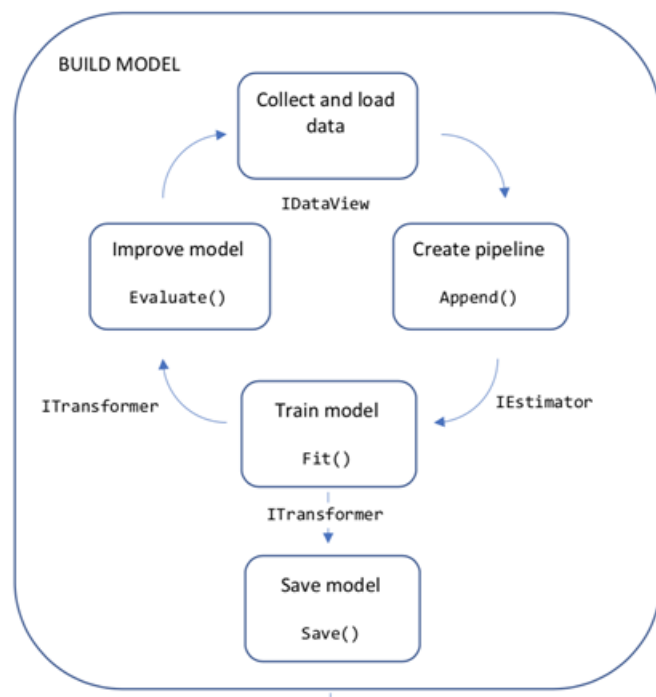 BUILD MODEL
Collect and load
data
IDataView
Improve model
Evaluate()
Create pipeline
Append()
ITransformer
IEstimator
Train model
Fit()
ITransformer
Save model
Save()